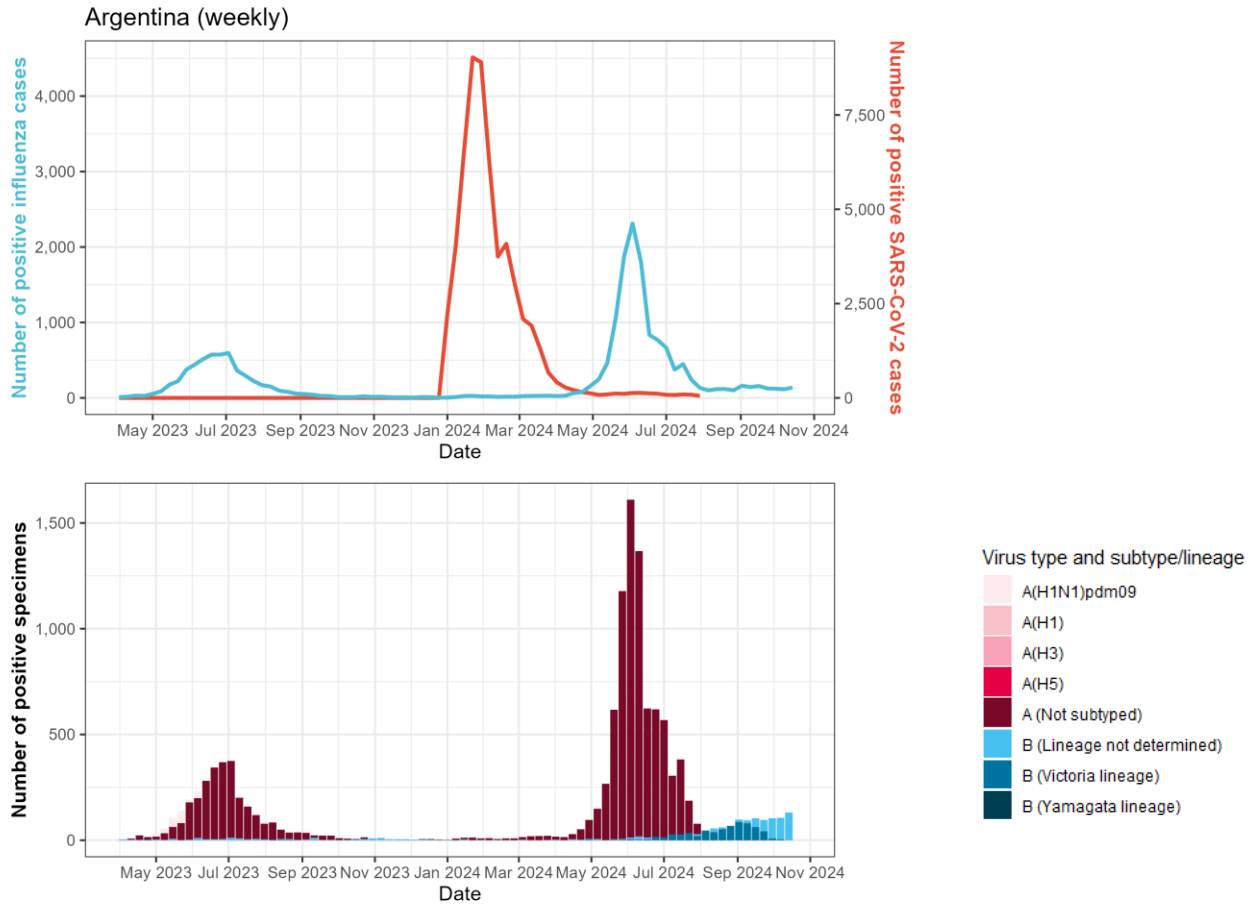 Argentina (weekly)
Number of positive influenza cases
4,000
3,000
2,000
1,000
0
Number of positive SARS-CoV-2 cases
7,500
5,000
2,500
0
May 2023 Jul 2023 Sep 2023 Nov 2023 Jan 2024 Mar 2024 May 2024 Jul 2024 Sep 2024 Nov 2024
Date
Number of positive specimens
1,500
1,000
500
0
May 2023 Jul 2023 Sep 2023 Nov 2023 Jan 2024 Mar 2024 May 2024 Jul 2024 Sep 2024 Nov 2024
Date
Virus type and subtype/lineage
A(H1N1)pdm09
A(H1)
A(H3)
A(H5)
A (Not subtyped)
B (Lineage not determined)
B (Victoria lineage)
B (Yamagata lineage)